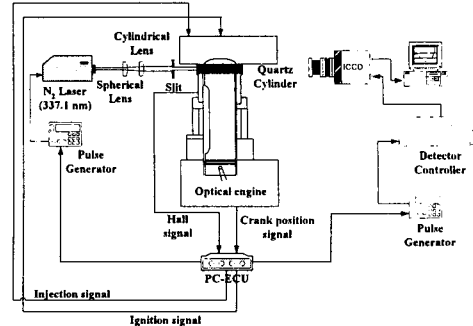 Cylindrical
Lens
N2 Laser
(337.1 nm)
Spherical
Lens
Slit
Quartz
Cylinder
ICCD
Pulse
Generator
Optical engine
Detector
Controller
Hall
signal
Crank position
signal
Pulse
Generator
PC-ECU
Injection signal
Ignition signal